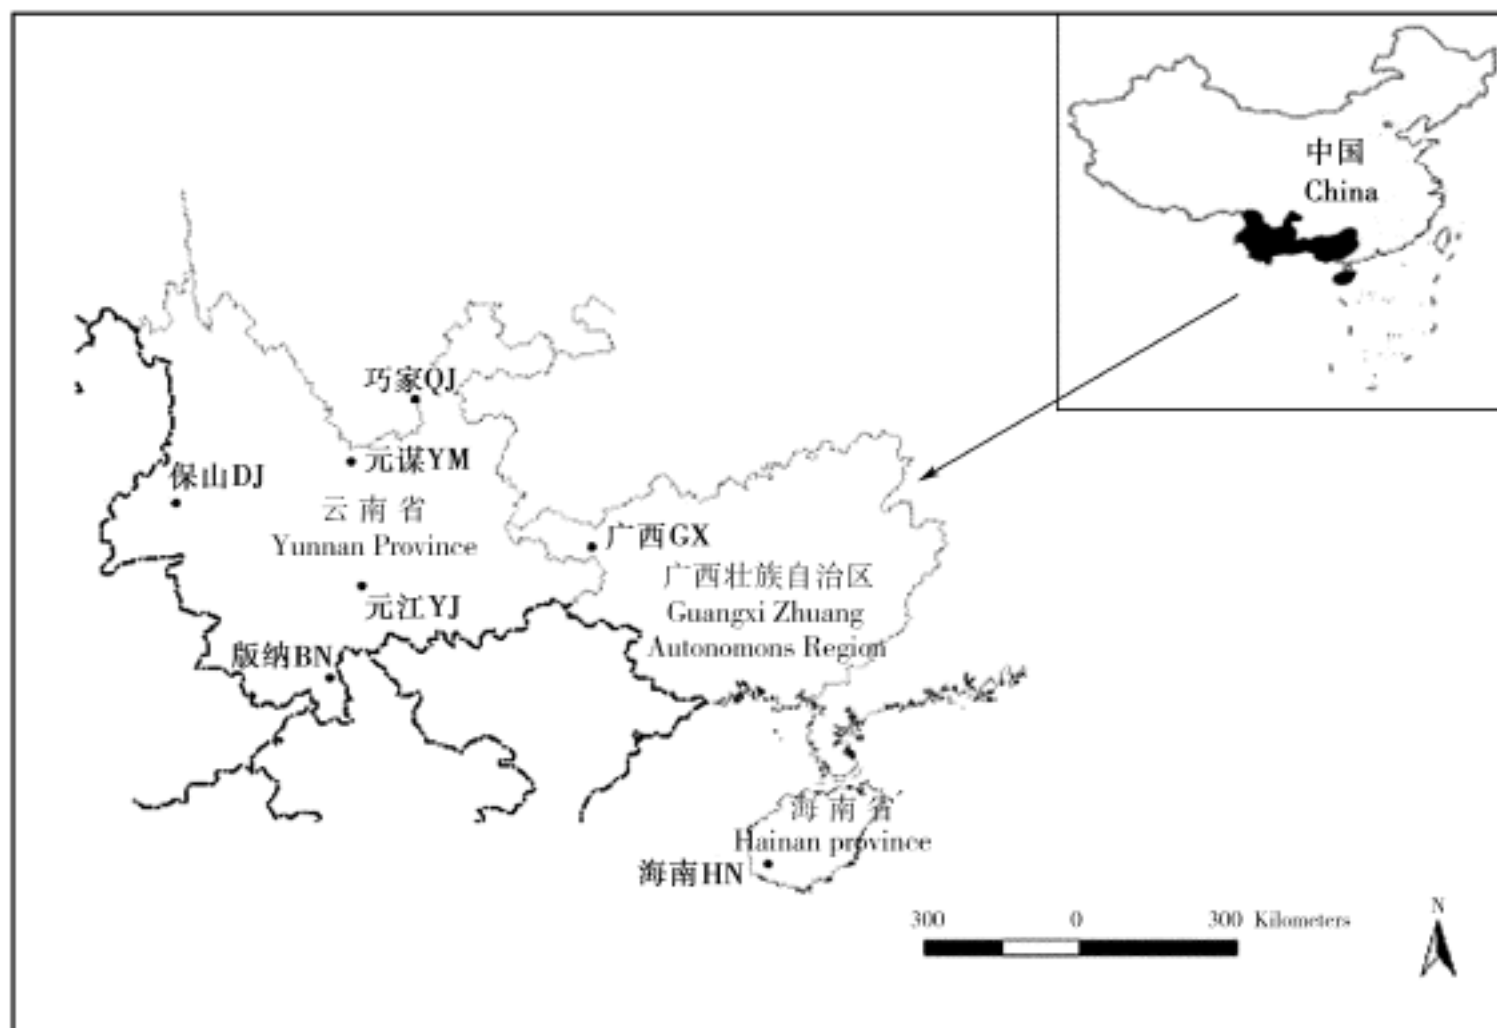 中国
China
巧家QJ
元谋YM
保山DJ
云南省
Yunnan Province
广西GX
广西壮族自治区
Guangxi Zhuang
Autonomons Region
元江YJ
版纳BN
海南省
Hainan province
海南HN
300 0 300 Kilometers
N